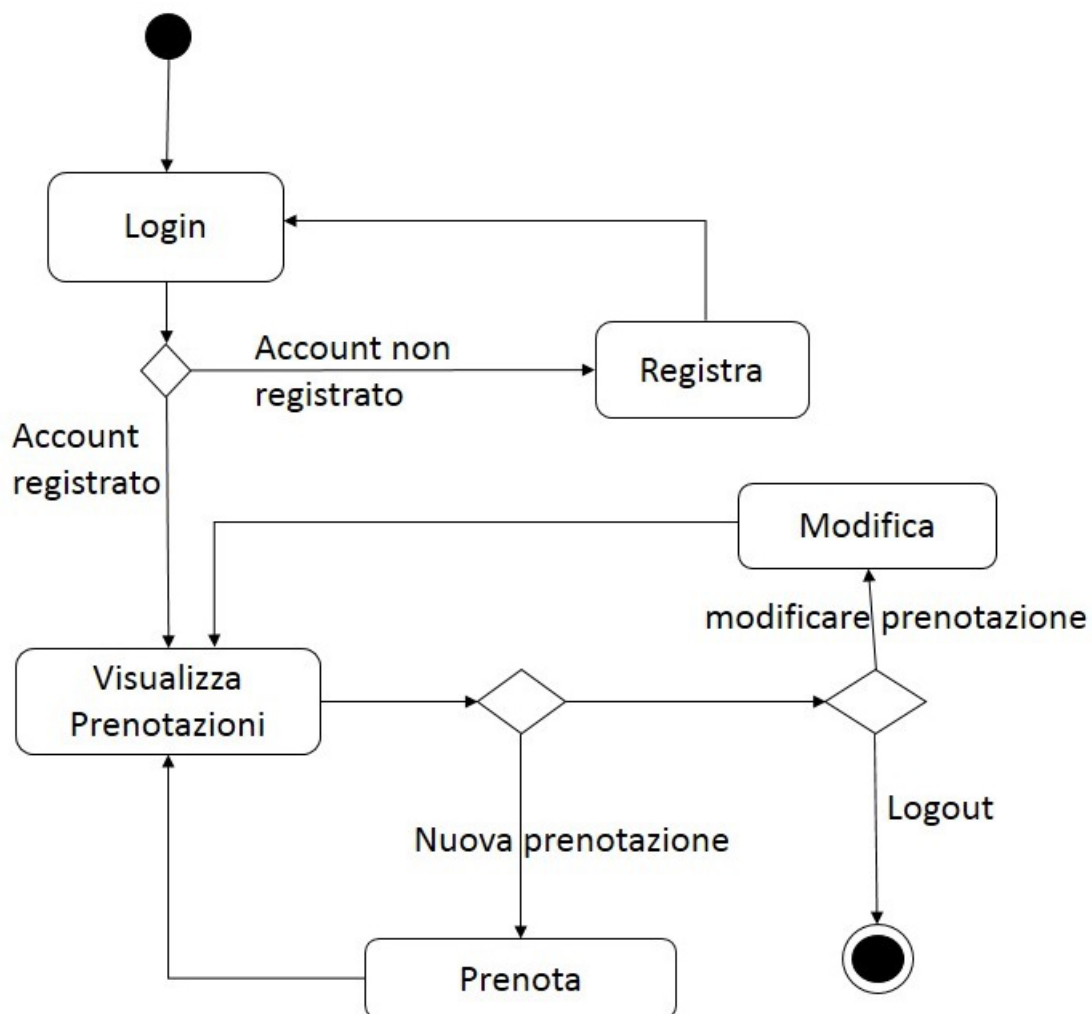 Login
Account non
registrato
Registra
Account
registrato
Modifica
modificare prenotazione
Visualizza
Prenotazioni
Logout
Nuova prenotazione
Prenota